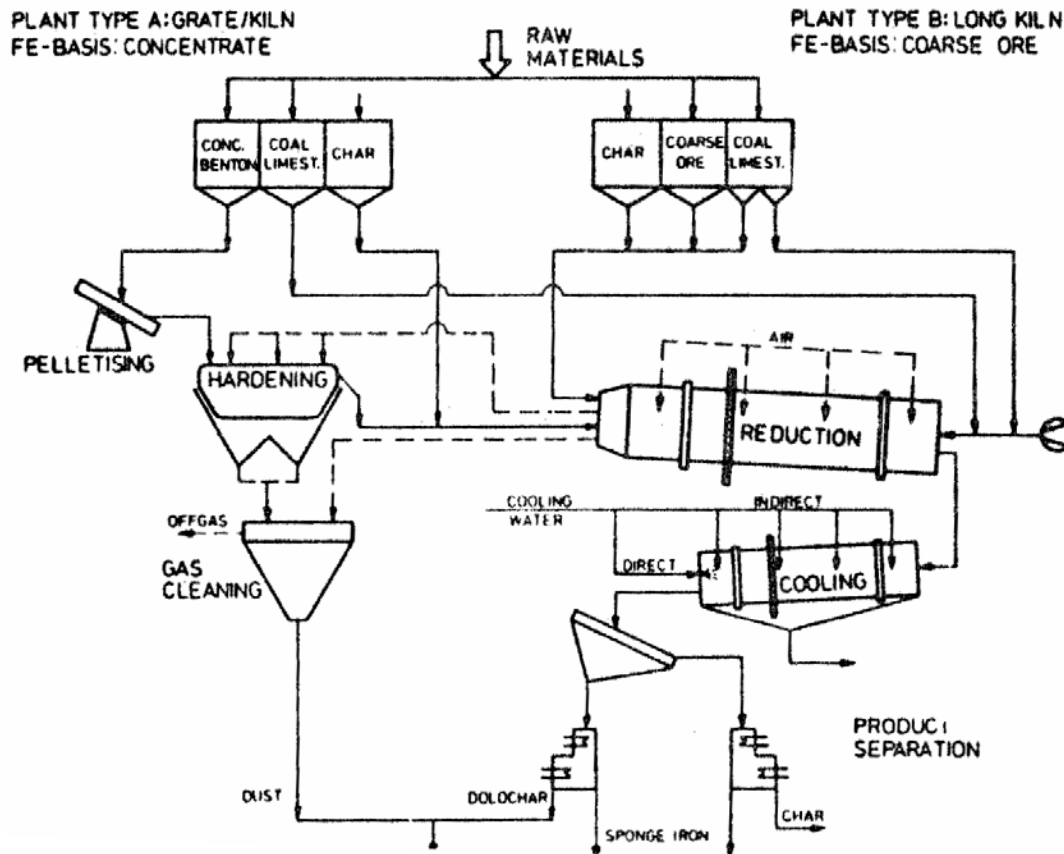 PLANT TYPE A: GRATE/KILN
FE-BASIS: CONCENTRATE
RAW
MATERIALS
PLANT TYPE B: LONG KILN
FE-BASIS: COARSE ORE
CONC.
BENTON
COAL
LIMEST.
CHAR
CHAR
COARSE
ORE
COAL
LIMEST.
PELLETISING
HARDENING
AIR
REDUCTION
COOLING
WATER
INDIRECT
OFFGAS
GAS
CLEANING
DIRECT
COOLING
PRODUCT
SEPARATION
DUST
DOLOCHAR
SPONGE IRON
CHAR